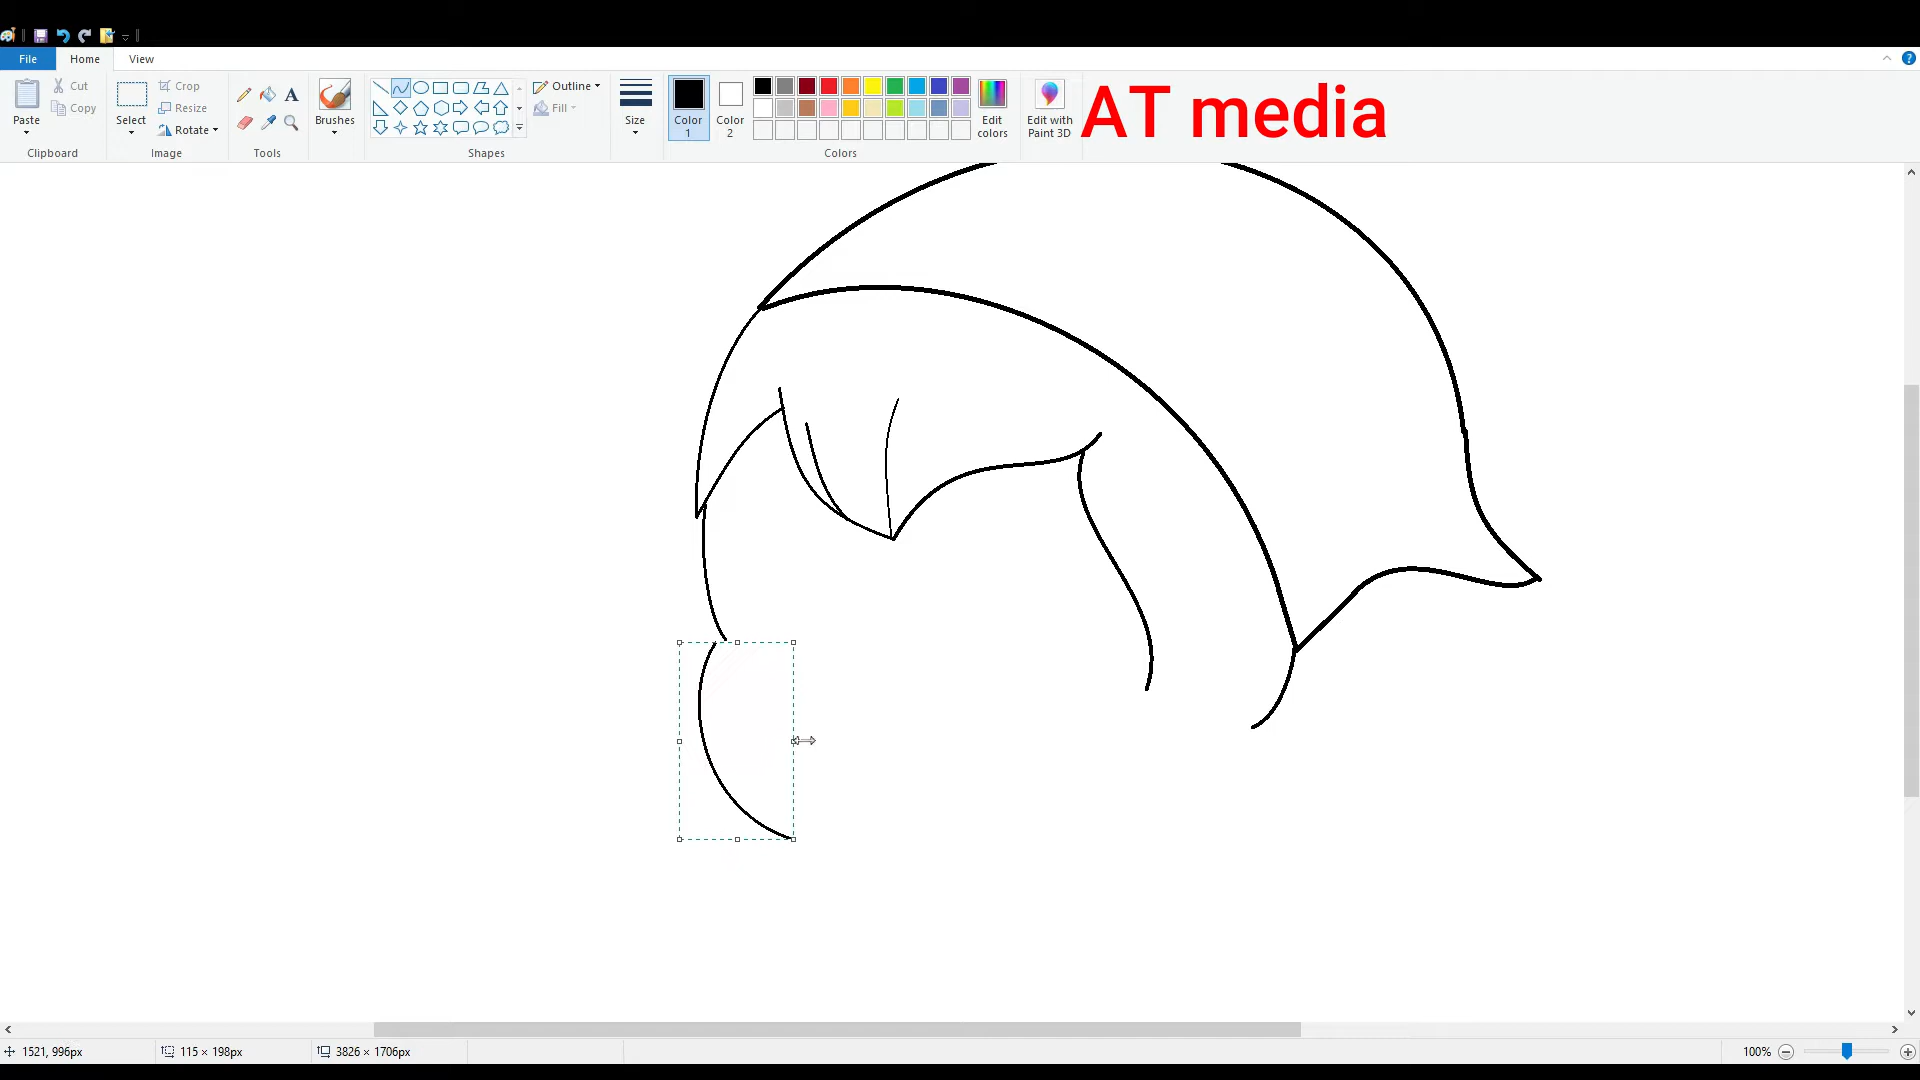 File Home View
Paste
Cut
Copy
Clipboard
Select
Crop
Resize
Rotate
Image
A
Tools
Brushes
Outline
Fill
Shapes
Size
Color 1
Color 2
Edit colors
Colors
Edit with Paint 3D
AT media
1521, 996px 115 × 198px 3826 × 1706px 100%